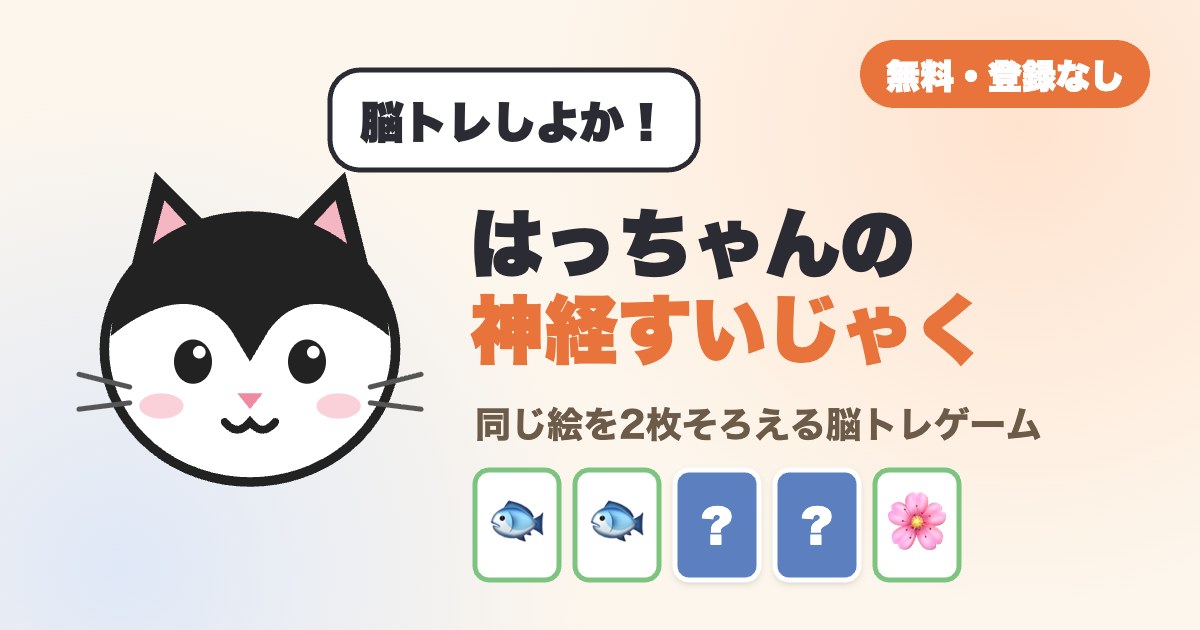 無料・登録なし
脳トレしよか！
はっちゃんの
神経すいじゃく
同じ絵を2枚そろえる脳トレゲーム
? ?